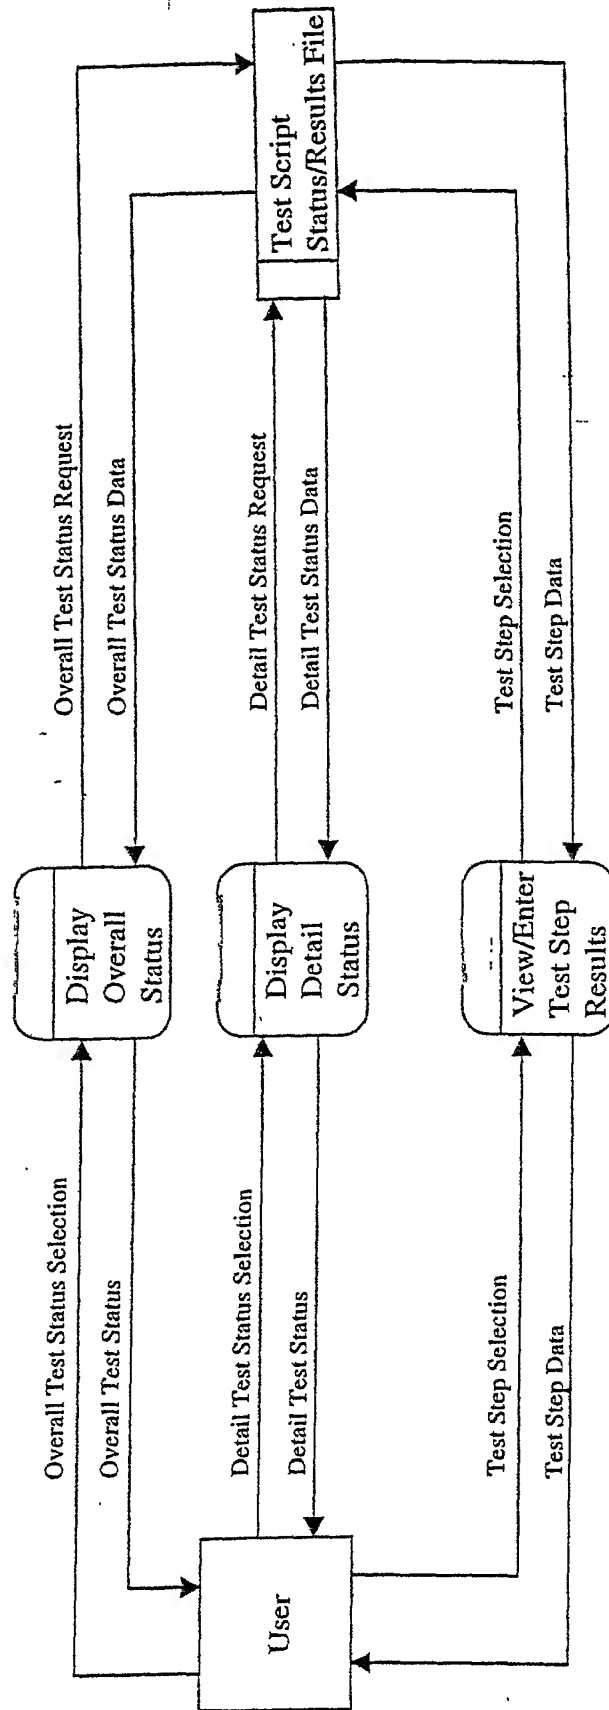 Overall Test Status Selection
Overall Test Status
Display
Overall
Status
Overall Test Status Request
Overall Test Status Data
User
Detail Test Status Selection
Detail Test Status
Display
Detail
Status
Detail Test Status Request
Detail Test Status Data
Test Script
Status/Results File
Test Step Selection
Test Step Data
View/Enter
Test Step
Results
Test Step Selection
Test Step Data